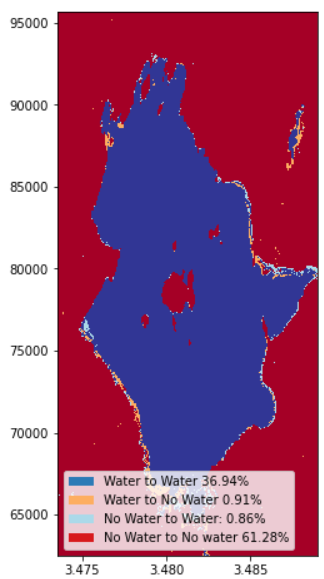 95000
90000
85000
80000
75000
70000
65000
Water to Water 36.94%
Water to No Water 0.91%
No Water to Water: 0.86%
No Water to No water 61.28%
3.475 3.480 3.485